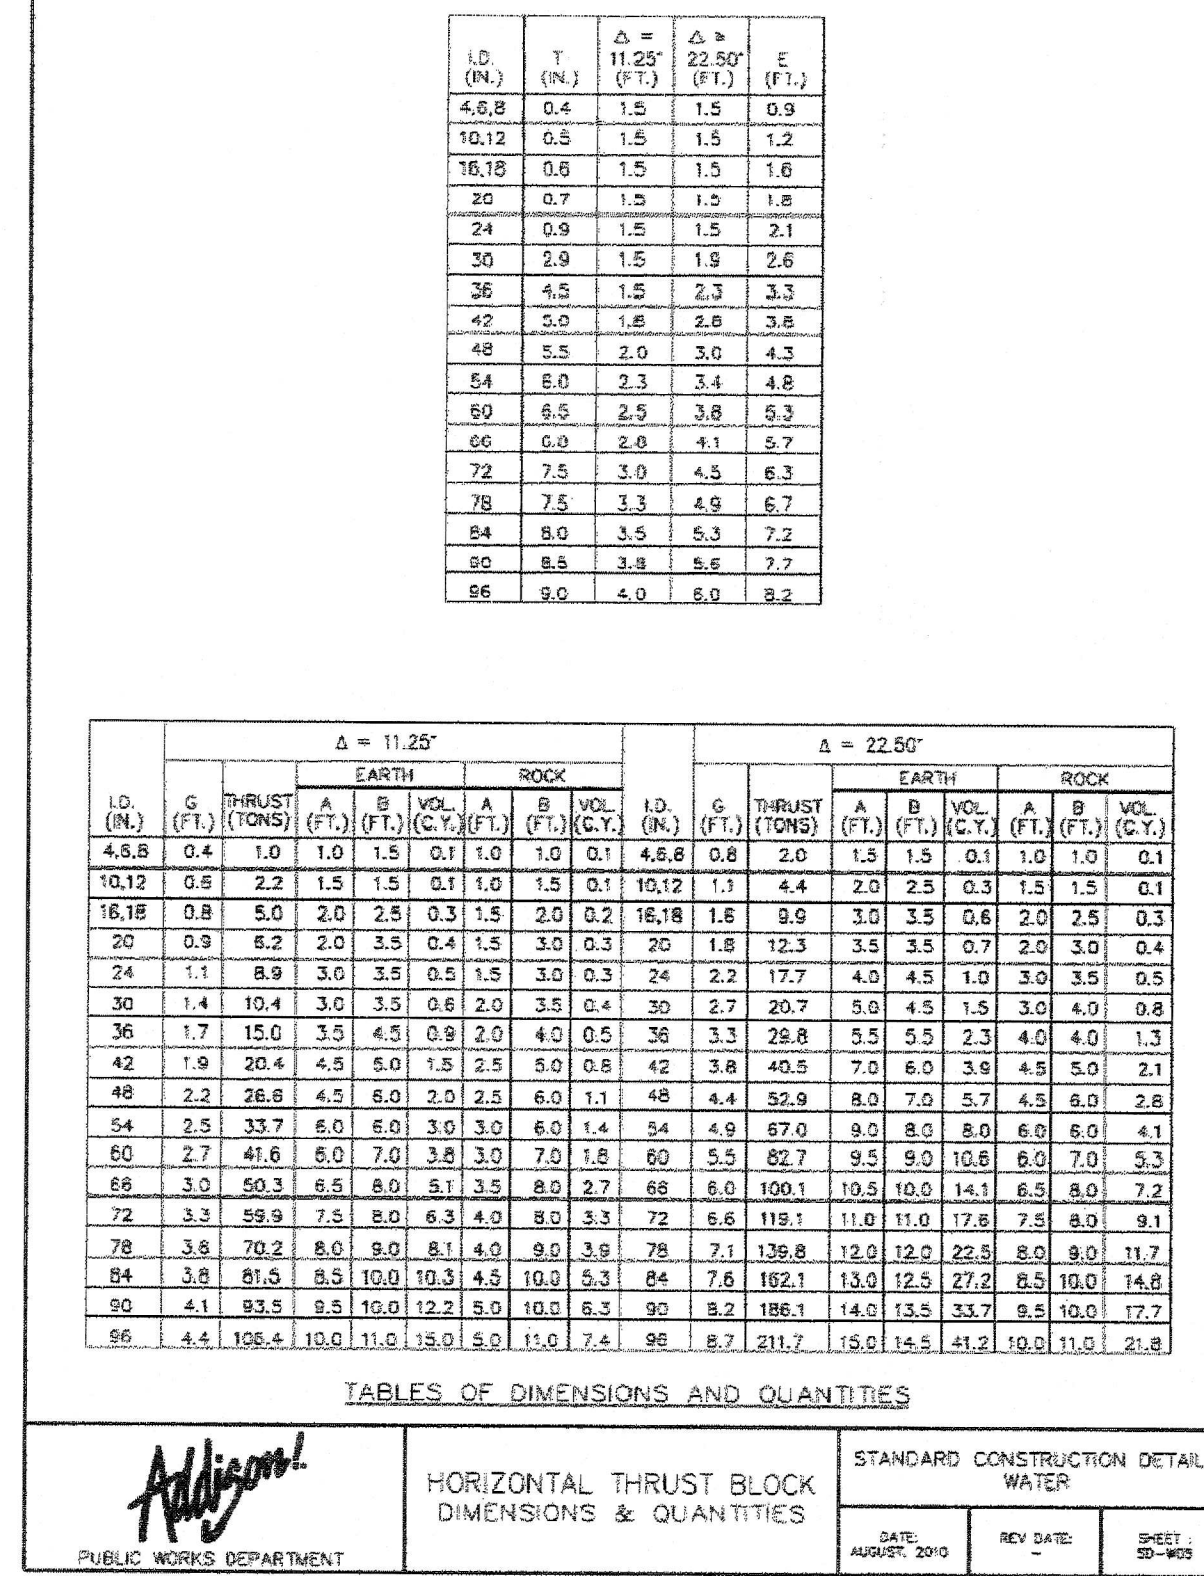 I.D. (IN.) T (IN.) Δ = 11.25° (FT.) Δ ≥ 22.50° (FT.) E (FT.)
4,6,8 0.4 1.5 1.5 0.9
10,12 0.5 1.5 1.5 1.2
16,18 0.6 1.5 1.5 1.6
20 0.7 1.5 1.5 1.8
24 0.9 1.5 1.5 2.1
30 2.9 1.5 1.9 2.6
36 4.5 1.5 2.3 3.3
42 5.0 1.8 2.6 3.8
48 5.5 2.0 3.0 4.3
54 6.0 2.3 3.4 4.8
60 6.5 2.5 3.8 5.3
66 2.8 4.1 5.7
72 7.5 3.0 4.5 6.3
78 7.5 3.3 4.9 6.7
84 8.0 3.5 5.3 7.2
90 8.5 3.8 5.6 7.7
96 9.0 4.0 6.0 8.2
Δ = 11.25° Δ = 22.50°
EARTH ROCK EARTH ROCK
I.D. (IN.) G (FT.) THRUST (TONS) A (FT.) B (FT.) VOL. (C.Y.) A (FT.) B (FT.) VOL. (C.Y.) I.D. (IN.) G (FT.) THRUST (TONS) A (FT.) B (FT.) VOL. (C.Y.) A (FT.) B (FT.) VOL. (C.Y.)
4,6,8 0.4 1.0 1.0 1.5 0.1 1.0 1.0 0.1 4,6,8 0.8 2.0 1.5 1.5 0.1 1.0 1.0 0.1
10,12 0.6 2.2 1.5 1.5 0.1 1.0 1.5 0.1 10,12 1.1 4.4 2.0 2.5 0.3 1.5 1.5 0.1
16,18 0.8 5.0 2.0 2.5 0.3 1.5 2.0 0.2 16,18 1.6 9.9 3.0 3.5 0.6 2.0 2.5 0.3
20 0.9 6.2 2.0 3.5 0.4 1.5 3.0 0.3 20 1.8 12.3 3.5 3.5 0.7 2.0 3.0 0.4
24 1.1 8.9 3.0 3.5 0.5 1.5 3.0 0.3 24 2.2 17.7 4.0 4.5 1.0 3.0 3.5 0.5
30 1.4 10.4 3.0 3.5 0.6 2.0 3.5 0.4 30 2.7 20.7 5.0 4.5 1.5 3.0 4.0 0.8
36 1.7 15.0 3.5 4.5 0.9 2.0 4.0 0.5 36 3.3 29.8 5.5 5.5 2.3 4.0 4.0 1.3
42 1.9 20.4 4.5 5.0 1.5 2.5 5.0 0.8 42 3.8 40.5 7.0 6.0 3.9 4.5 5.0 2.1
48 2.2 26.6 4.5 6.0 2.0 2.5 6.0 1.1 48 4.4 52.9 8.0 7.0 5.7 4.5 6.0 2.8
54 2.5 33.7 6.0 6.0 3.0 3.0 6.0 1.4 54 4.9 67.0 9.0 8.0 8.0 6.0 6.0 4.1
60 2.7 41.6 6.0 7.0 3.8 3.0 7.0 1.8 60 5.5 82.7 9.5 9.0 10.6 6.0 7.0 5.3
66 3.0 50.3 6.5 8.0 5.1 3.5 8.0 2.7 66 6.0 100.1 10.5 10.0 14.1 6.5 8.0 7.2
72 3.3 59.9 7.5 8.0 6.3 4.0 8.0 3.3 72 6.6 119.1 11.0 11.0 17.6 7.5 8.0 9.1
78 3.6 70.2 8.0 9.0 8.1 4.0 9.0 3.9 78 7.1 139.8 12.0 12.0 22.5 8.0 9.0 11.7
84 3.8 81.5 8.5 10.0 10.3 4.5 10.0 5.3 84 7.6 162.1 13.0 12.5 27.2 8.5 10.0 14.8
90 4.1 93.5 9.5 10.0 12.2 5.0 10.0 6.3 90 8.2 186.1 14.0 13.5 33.7 9.5 10.0 17.7
96 4.4 106.4 10.0 11.0 15.0 5.0 11.0 7.4 96 8.7 211.7 15.0 14.5 41.2 10.0 11.0 21.8
TABLES OF DIMENSIONS AND QUANTITIES
Addison!
PUBLIC WORKS DEPARTMENT
HORIZONTAL THRUST BLOCK
DIMENSIONS & QUANTITIES
STANDARD CONSTRUCTION DETAIL
WATER
DATE:
AUGUST, 2010
REV DATE:
-
SHEET :
SD-W05